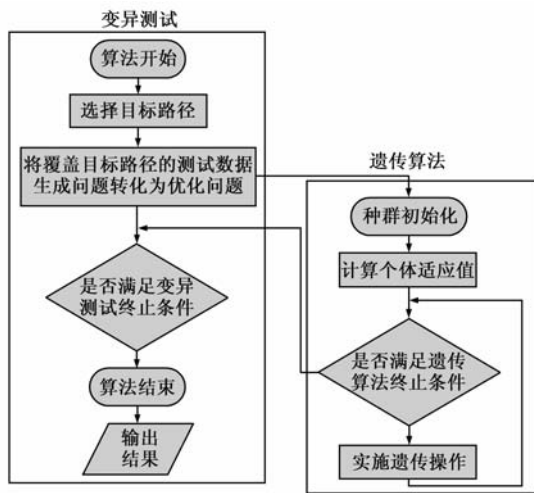 变异测试
算法开始
选择目标路径
将覆盖目标路径的测试数据
生成问题转化为优化问题
是否满足变异
测试终止条件
算法结束
输出
结果
遗传算法
种群初始化
计算个体适应值
是否满足遗传
算法终止条件
实施遗传操作